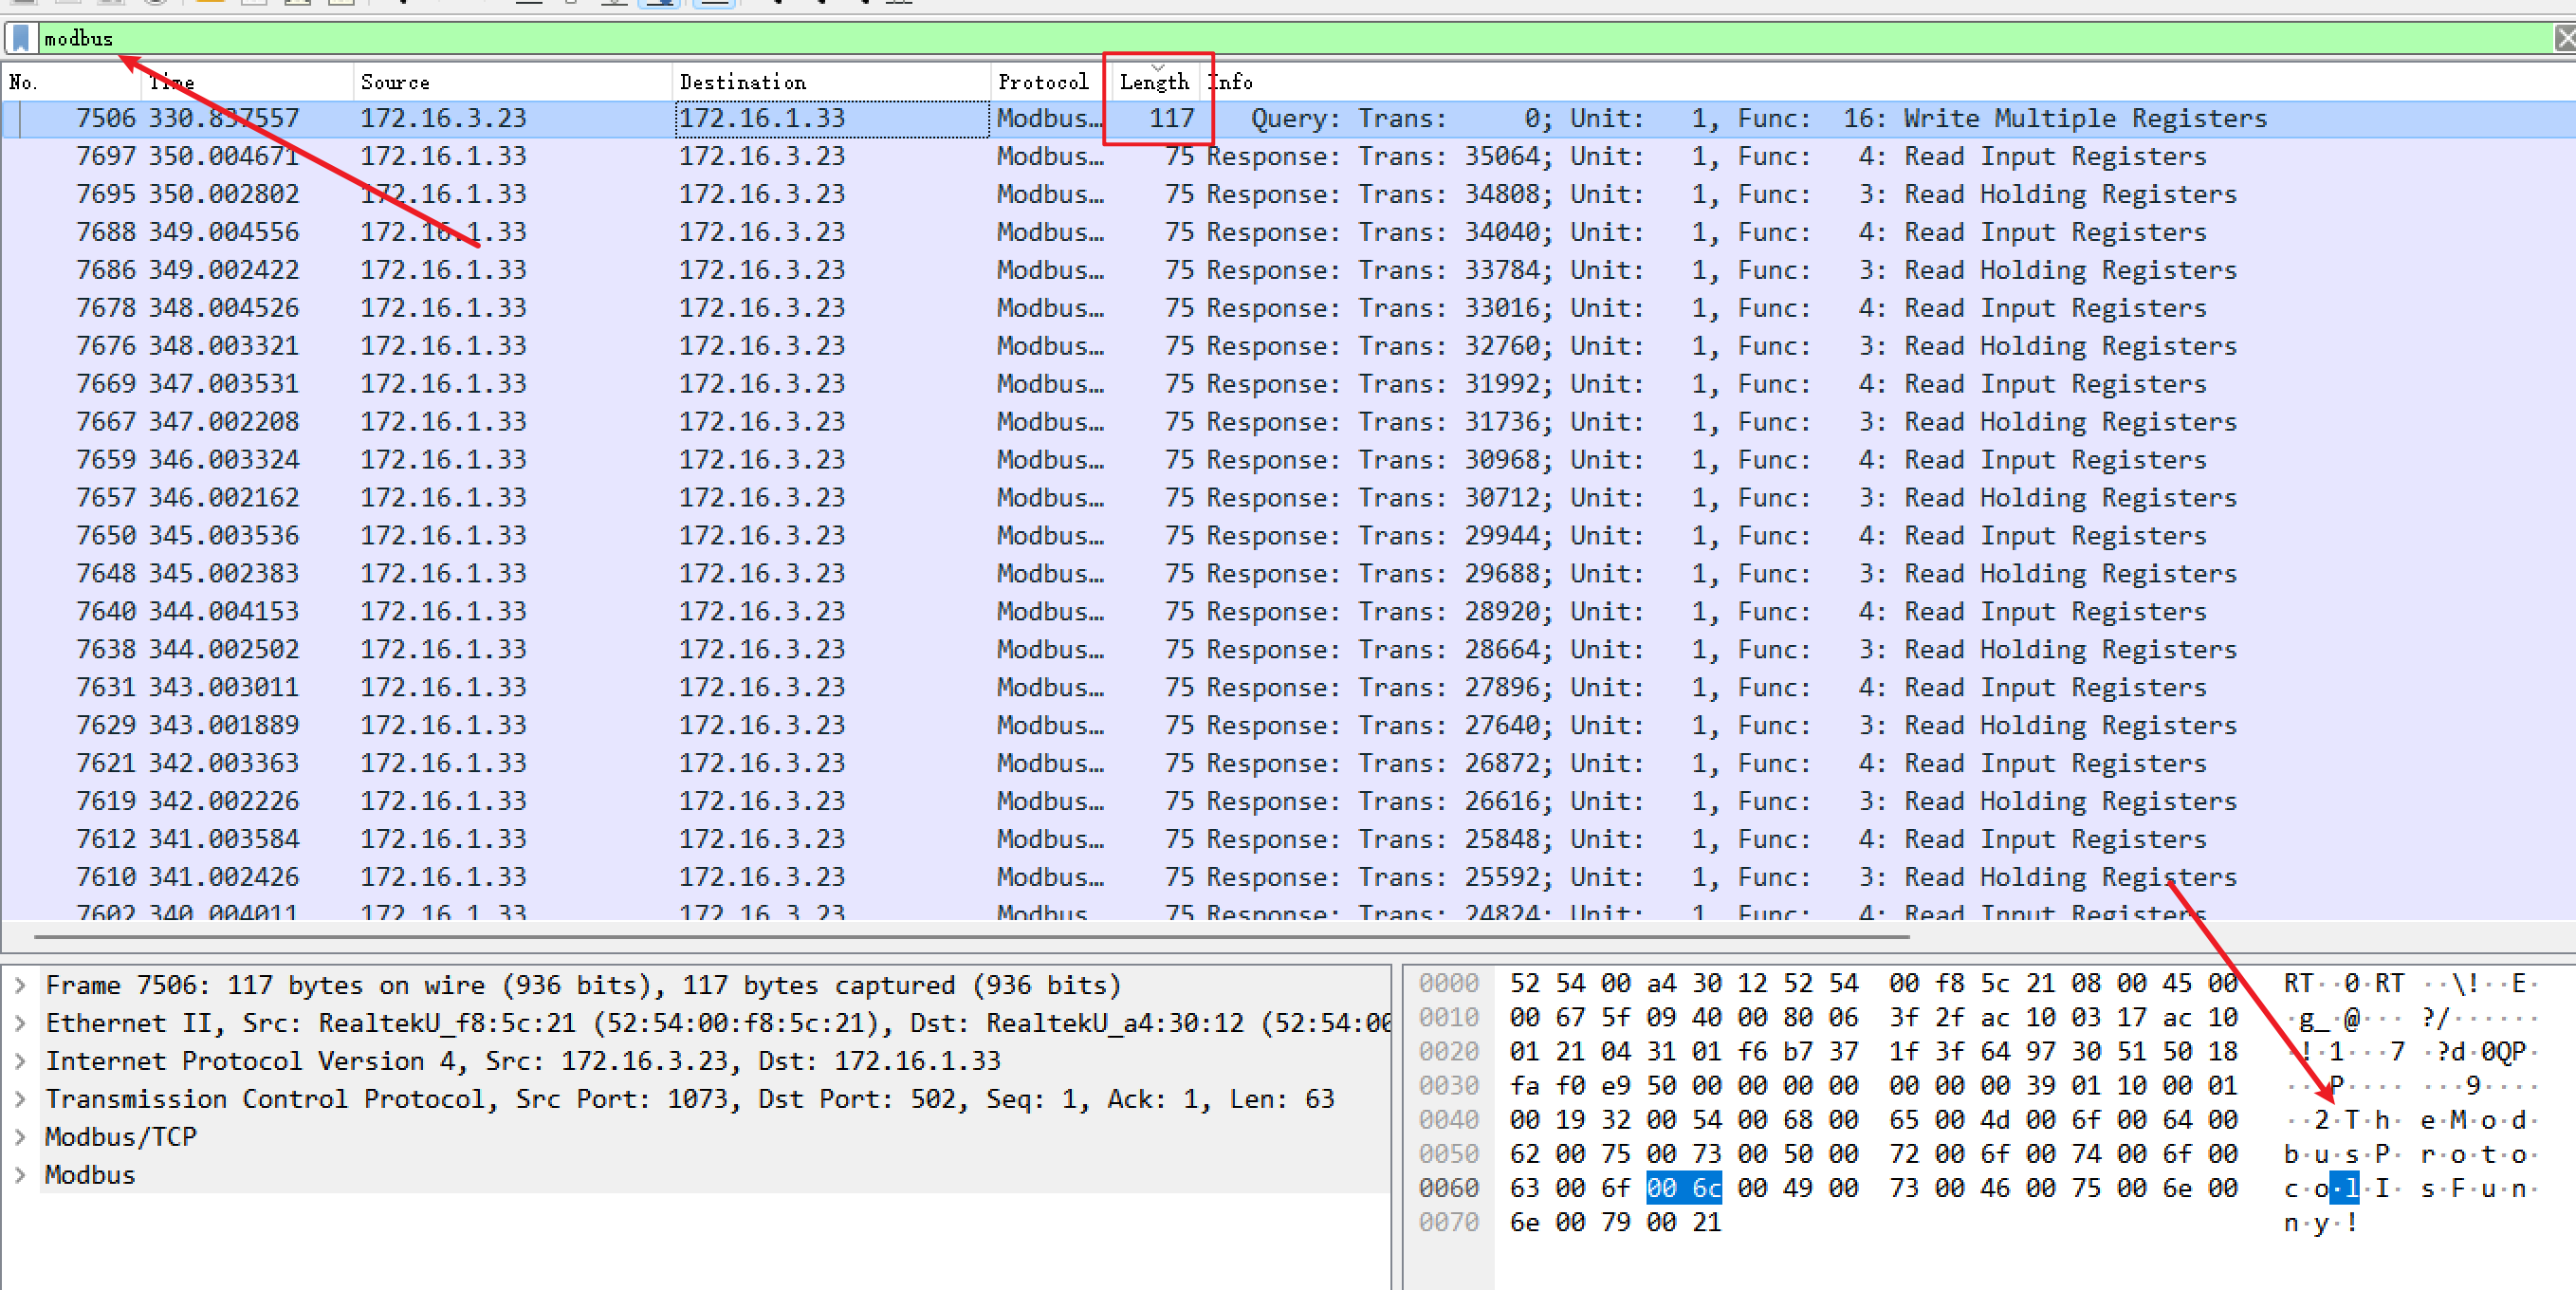 modbus
No. Time Source Destination Protocol Length Info
7506 330.837557 172.16.3.23 172.16.1.33 Modbus… 117 Query: Trans: 0; Unit: 1, Func: 16: Write Multiple Registers
7697 350.004671 172.16.1.33 172.16.3.23 Modbus… 75 Response: Trans: 35064; Unit: 1, Func: 4: Read Input Registers
7695 350.002802 172.16.1.33 172.16.3.23 Modbus… 75 Response: Trans: 34808; Unit: 1, Func: 3: Read Holding Registers
7688 349.004556 172.16.1.33 172.16.3.23 Modbus… 75 Response: Trans: 34040; Unit: 1, Func: 4: Read Input Registers
7686 349.002422 172.16.1.33 172.16.3.23 Modbus… 75 Response: Trans: 33784; Unit: 1, Func: 3: Read Holding Registers
7678 348.004526 172.16.1.33 172.16.3.23 Modbus… 75 Response: Trans: 33016; Unit: 1, Func: 4: Read Input Registers
7676 348.003321 172.16.1.33 172.16.3.23 Modbus… 75 Response: Trans: 32760; Unit: 1, Func: 3: Read Holding Registers
7669 347.003531 172.16.1.33 172.16.3.23 Modbus… 75 Response: Trans: 31992; Unit: 1, Func: 4: Read Input Registers
7667 347.002208 172.16.1.33 172.16.3.23 Modbus… 75 Response: Trans: 31736; Unit: 1, Func: 3: Read Holding Registers
7659 346.003324 172.16.1.33 172.16.3.23 Modbus… 75 Response: Trans: 30968; Unit: 1, Func: 4: Read Input Registers
7657 346.002162 172.16.1.33 172.16.3.23 Modbus… 75 Response: Trans: 30712; Unit: 1, Func: 3: Read Holding Registers
7650 345.003536 172.16.1.33 172.16.3.23 Modbus… 75 Response: Trans: 29944; Unit: 1, Func: 4: Read Input Registers
7648 345.002383 172.16.1.33 172.16.3.23 Modbus… 75 Response: Trans: 29688; Unit: 1, Func: 3: Read Holding Registers
7640 344.004153 172.16.1.33 172.16.3.23 Modbus… 75 Response: Trans: 28920; Unit: 1, Func: 4: Read Input Registers
7638 344.002502 172.16.1.33 172.16.3.23 Modbus… 75 Response: Trans: 28664; Unit: 1, Func: 3: Read Holding Registers
7631 343.003011 172.16.1.33 172.16.3.23 Modbus… 75 Response: Trans: 27896; Unit: 1, Func: 4: Read Input Registers
7629 343.001889 172.16.1.33 172.16.3.23 Modbus… 75 Response: Trans: 27640; Unit: 1, Func: 3: Read Holding Registers
7621 342.003363 172.16.1.33 172.16.3.23 Modbus… 75 Response: Trans: 26872; Unit: 1, Func: 4: Read Input Registers
7619 342.002226 172.16.1.33 172.16.3.23 Modbus… 75 Response: Trans: 26616; Unit: 1, Func: 3: Read Holding Registers
7612 341.003584 172.16.1.33 172.16.3.23 Modbus… 75 Response: Trans: 25848; Unit: 1, Func: 4: Read Input Registers
7610 341.002426 172.16.1.33 172.16.3.23 Modbus… 75 Response: Trans: 25592; Unit: 1, Func: 3: Read Holding Registers
7602 340.004011 172.16.1.33 172.16.3.23 Modbus 75 Response: Trans: 24824; Unit: 1, Func: 4: Read Input Registers
Frame 7506: 117 bytes on wire (936 bits), 117 bytes captured (936 bits)
Ethernet II, Src: RealtekU_f8:5c:21 (52:54:00:f8:5c:21), Dst: RealtekU_a4:30:12 (52:54:00
Internet Protocol Version 4, Src: 172.16.3.23, Dst: 172.16.1.33
Transmission Control Protocol, Src Port: 1073, Dst Port: 502, Seq: 1, Ack: 1, Len: 63
Modbus/TCP
Modbus
0000 52 54 00 a4 30 12 52 54 00 f8 5c 21 08 00 45 00 RT··0·RT ··\!··E·
0010 00 67 5f 09 40 00 80 06 3f 2f ac 10 03 17 ac 10 ·g_·@··· ?/······
0020 01 21 04 31 01 f6 b7 37 1f 3f 64 97 30 51 50 18 ·!·1···7 ·?d·0QP·
0030 fa f0 e9 50 00 00 00 00 00 00 00 39 01 10 00 01 ···P···· ···9····
0040 00 19 32 00 54 00 68 00 65 00 4d 00 6f 00 64 00 ··2·T·h· e·M·o·d·
0050 62 00 75 00 73 00 50 00 72 00 6f 00 74 00 6f 00 b·u·s·P· r·o·t·o·
0060 63 00 6f 00 6c 00 49 00 73 00 46 00 75 00 6e 00 c·o·l·I· s·F·u·n·
0070 6e 00 79 00 21 n·y·!